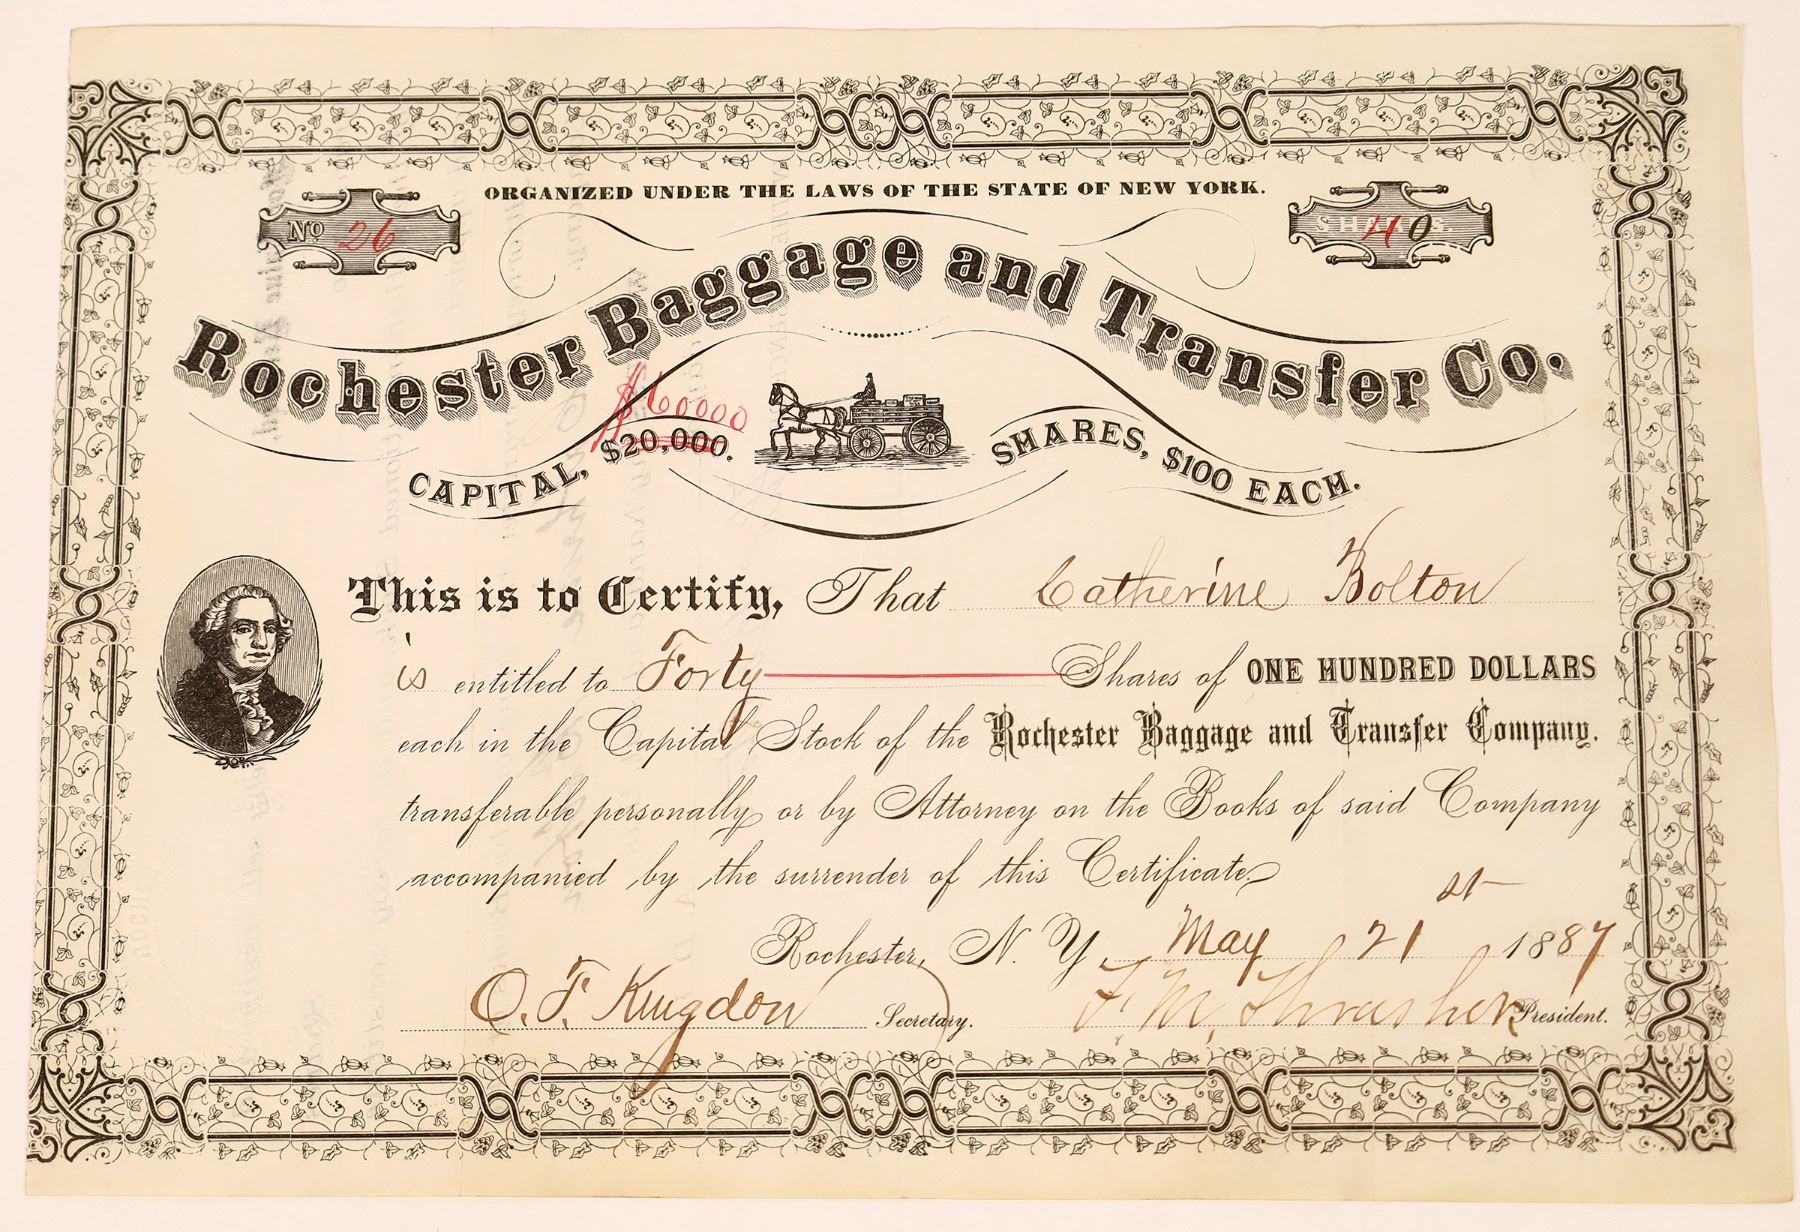 ORGANIZED UNDER THE LAWS OF THE STATE OF NEW YORK.
No 26
SHARES. 40
Rochester Baggage and Transfer Co.
$60000
CAPITAL, $20,000.
SHARES, $100 EACH.
This is to Certify, That Catherine Bolton
is entitled to Forty Shares of ONE HUNDRED DOLLARS
each in the Capital Stock of the Rochester Baggage and Transfer Company.
transferable personally or by Attorney on the Books of said Company
accompanied by the surrender of this Certificate.
Rochester, N. Y. May 21st 1887
O. F. Kingdon Secretary. F. M. Thrasher President.